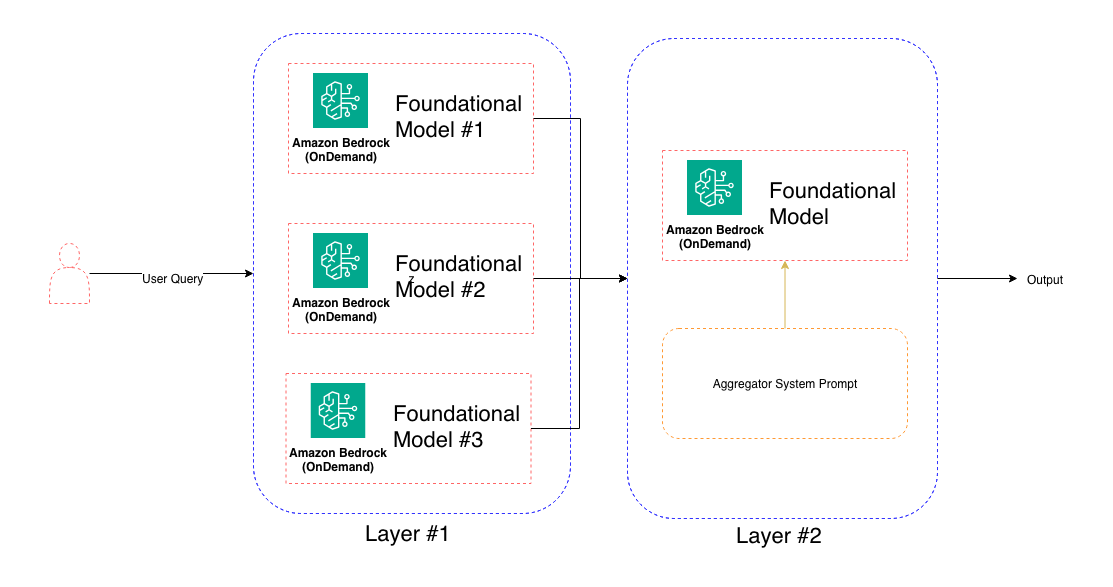 Foundational
Model #1
Amazon Bedrock
(OnDemand)
Foundational
Model #2
z
Amazon Bedrock
(OnDemand)
Foundational
Model #3
Amazon Bedrock
(OnDemand)
Layer #1
User Query
Foundational
Model
Amazon Bedrock
(OnDemand)
Aggregator System Prompt
Layer #2
Output